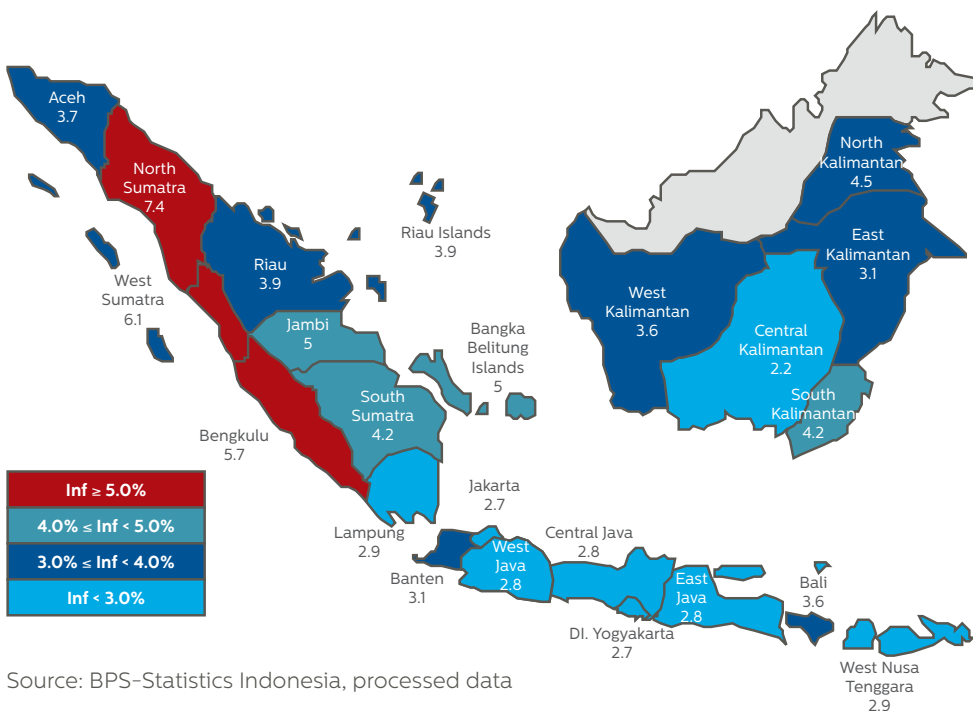 Aceh
3.7
North
Sumatra
7.4
North
Kalimantan
4.5
Riau Islands
3.9
East
Kalimantan
3.1
Riau
3.9
West
Sumatra
6.1
West
Kalimantan
3.6
Jambi
5
Bangka
Belitung
Islands
5
Central
Kalimantan
2.2
South
Sumatra
4.2
South
Kalimantan
4.2
Bengkulu
5.7
Inf ≥ 5.0%
4.0% ≤ Inf < 5.0%
3.0% ≤ Inf < 4.0%
Inf < 3.0%
Jakarta
2.7
Lampung
2.9
Central Java
2.8
West
Java
2.8
Banten
3.1
East
Java
2.8
Bali
3.6
DI. Yogyakarta
2.7
West Nusa
Tenggara
2.9
Source: BPS-Statistics Indonesia, processed data